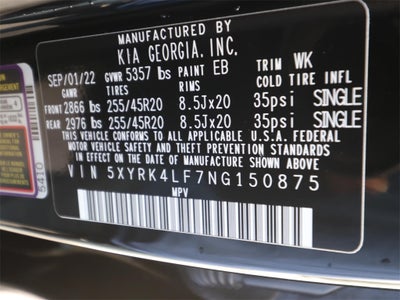 MANUFACTURED BY
KIA GEORGIA, INC.
SEP/01/22 GVWR 5357 lbs PAINT EB TRIM WK
GAWR TIRES RIMS COLD TIRE INFL
FRONT 2866 lbs 255/45R20 8.5Jx20 35psi SINGLE
REAR 2976 lbs 255/45R20 8.5Jx20 35psi SINGLE
THIS VEHICLE CONFORMS TO ALL APPLICABLE U.S.A. FEDERAL
MOTOR VEHICLE SAFETY AND THEFT PREVENTION STANDARDS
IN EFFECT ON THE DATE OF MANUFACTURE SHOWN ABOVE.
VIN 5XYRK4LF7NG150875
MPV